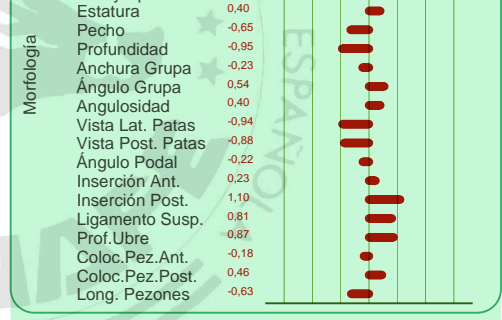 Estatura 0,40
Pecho -0,65
Profundidad -0,95
Anchura Grupa -0,23
Ángulo Grupa 0,54
Angulosidad 0,40
Vista Lat. Patas -0,94
Vista Post. Patas -0,88
Ángulo Podal -0,22
Inserción Ant. 0,23
Inserción Post. 1,10
Ligamento Susp. 0,81
Prof.Ubre 0,87
Coloc.Pez.Ant. -0,18
Coloc.Pez.Post. 0,46
Long. Pezones -0,63
Morfología
ESPAÑOL A